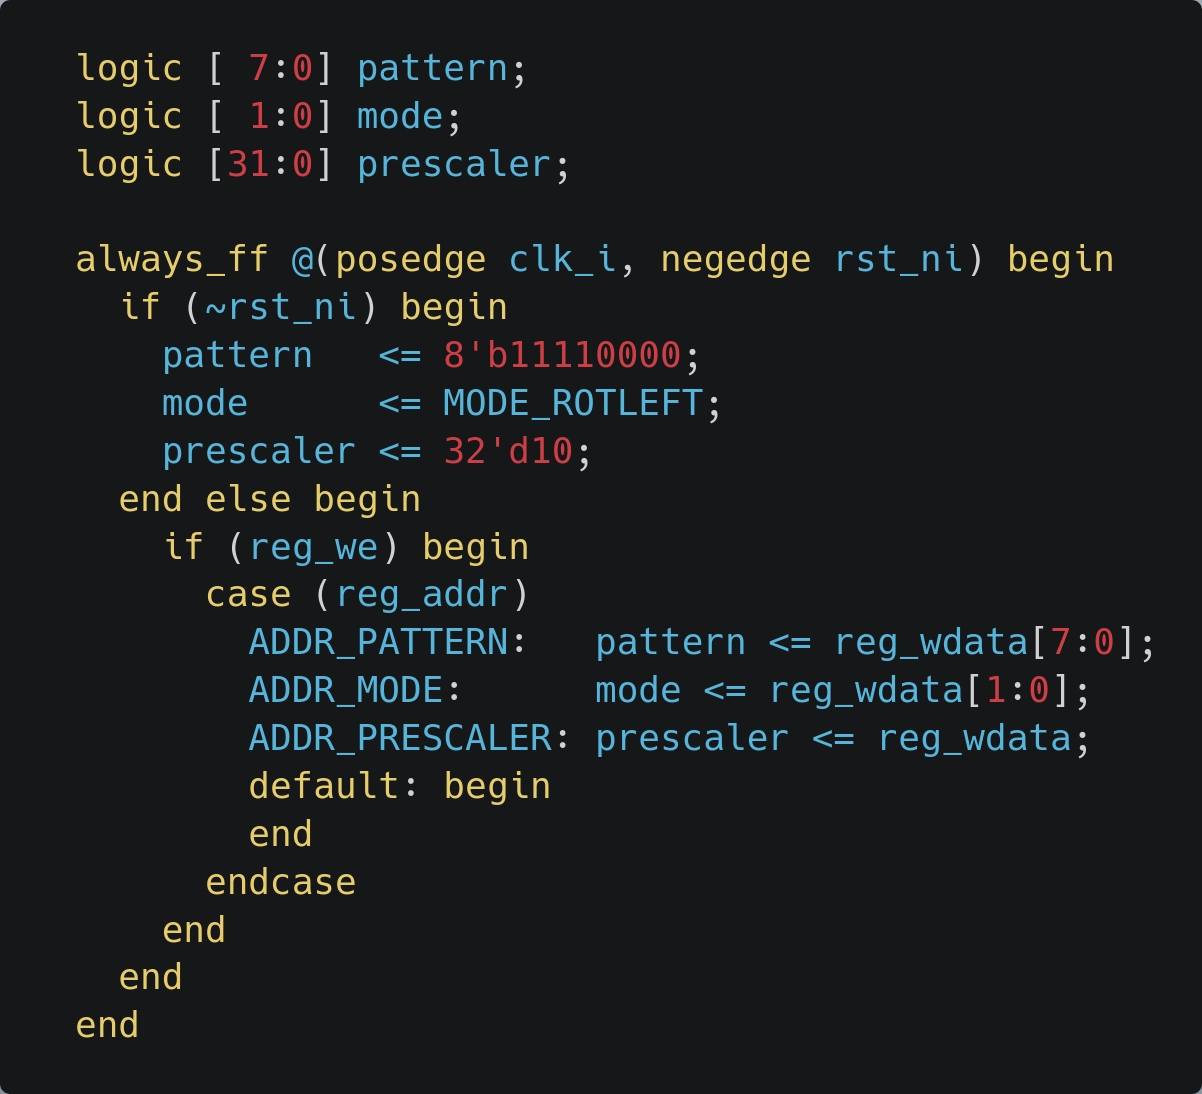 logic [ 7:0] pattern;
logic [ 1:0] mode;
logic [31:0] prescaler;

always_ff @(posedge clk_i, negedge rst_ni) begin
  if (~rst_ni) begin
    pattern   <= 8'b11110000;
    mode      <= MODE_ROTLEFT;
    prescaler <= 32'd10;
  end else begin
    if (reg_we) begin
      case (reg_addr)
        ADDR_PATTERN:   pattern <= reg_wdata[7:0];
        ADDR_MODE:      mode <= reg_wdata[1:0];
        ADDR_PRESCALER: prescaler <= reg_wdata;
        default: begin
        end
      endcase
    end
  end
end